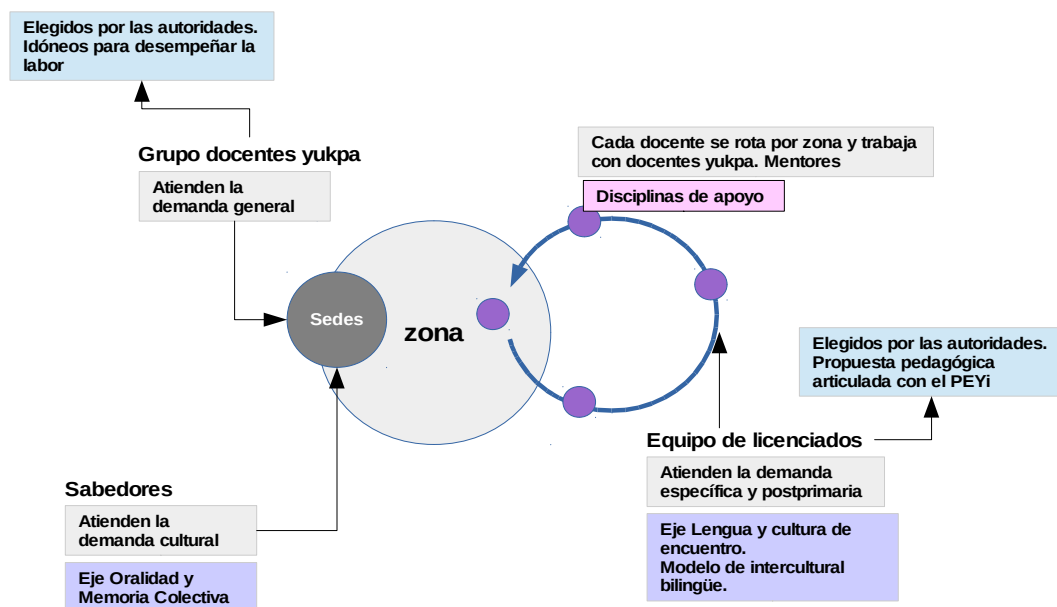 Elegidos por las autoridades.
Idóneos para desempeñar la
labor
Grupo docentes yukpa
Atienden la
demanda general
Cada docente se rota por zona y trabaja
con docentes yukpa. Mentores
Disciplinas de apoyo
Sedes
zona
Elegidos por las autoridades.
Propuesta pedagógica
articulada con el PEYi
Equipo de licenciados
Atienden la demanda
específica y postprimaria
Eje Lengua y cultura de
encuentro.
Modelo de intercultural
bilingüe.
Sabedores
Atienden la
demanda cultural
Eje Oralidad y
Memoria Colectiva